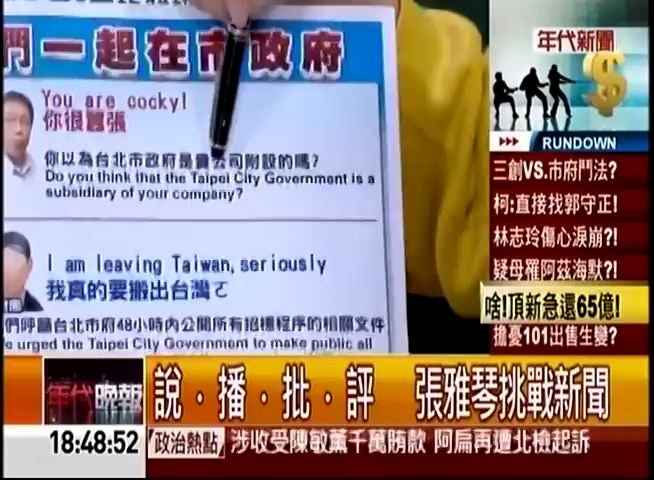 們一起在市政府
You are cocky!
你很囂張
你以為台北市政府是貴公司附設的嗎?
Do you think that the Taipei City Government is a
subsidiary of your company?
I am leaving Taiwan, seriously
我真的要搬出台灣ㄛ
們呼籲台北市府48小時內公開所有招標程序的相關文件
urged the Taipei City Government to make public all
年代新聞
$
RUNDOWN
三創VS.市府鬥法?
柯:直接找郭守正!
林志玲傷心淚崩?!
疑母罹阿茲海默?!
啥!頂新急還65億!
擔憂101出售生變?
年代晚報
說・播・批・評 張雅琴挑戰新聞
18:48:52
政治熱點
涉收受陳敏薰千萬賄款 阿扁再遭北檢起訴